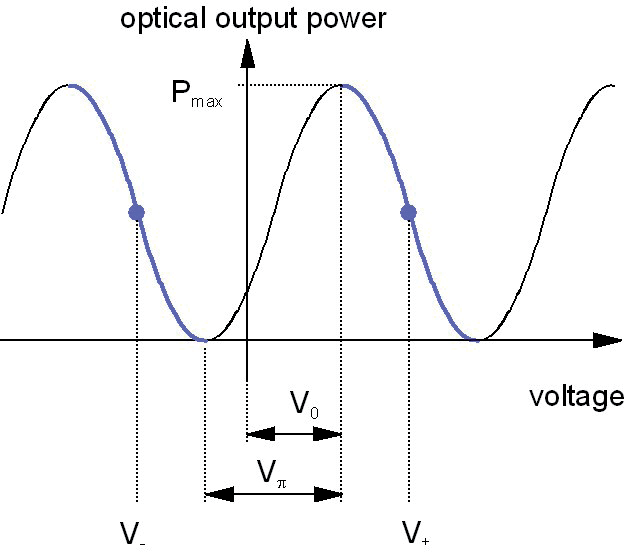 optical output power
Pmax
voltage
V0
Vπ
V-
V+